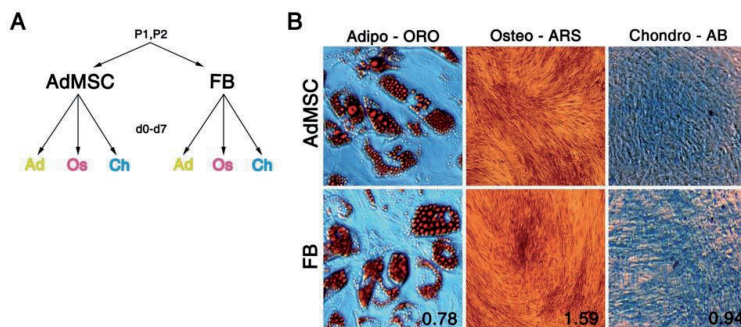 A
P1,P2
AdMSC
FB
d0-d7
Ad
Os
Ch
Ad
Os
Ch
B
Adipo - ORO
Osteo - ARS
Chondro - AB
AdMSC
FB
0.78
1.59
0.94